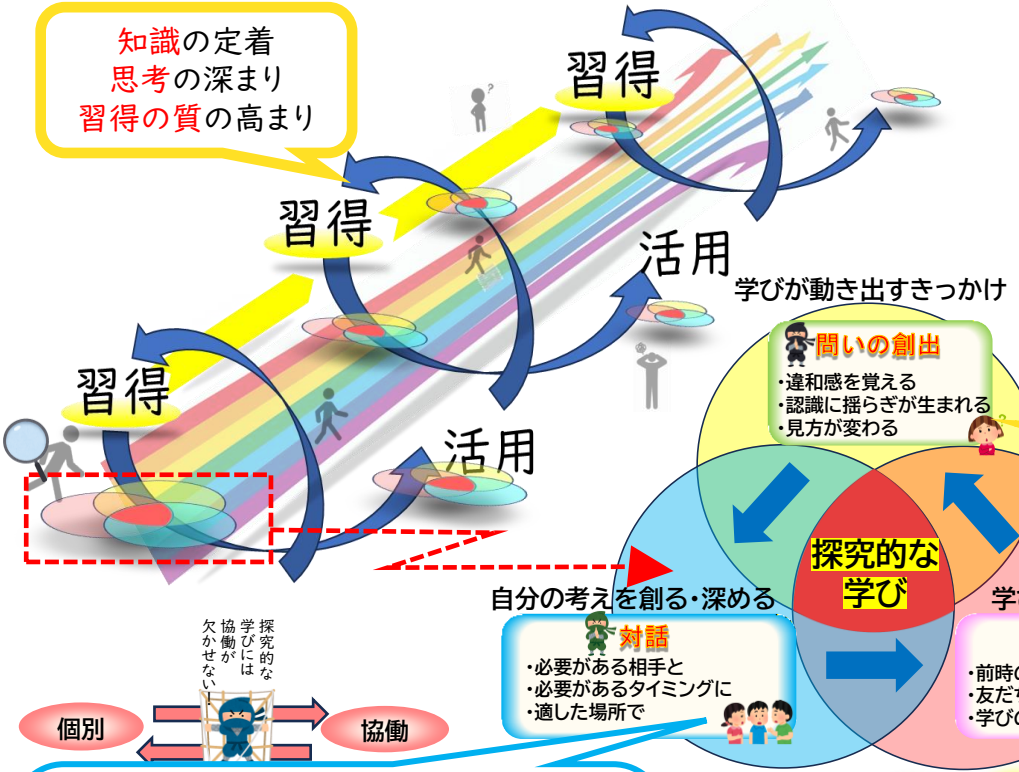 知識の定着
思考の深まり
習得の質の高まり
習得
習得
活用
習得
活用
学びが動き出すきっかけ
問いの創出
・違和感を覚える
・認識に揺らぎが生まれる
・見方が変わる
探究的な
学び
自分の考えを創る・深める
対話
・必要がある相手と
・必要があるタイミングに
・適した場所で
学
・前時の
・友だち
・学びの
探究的な
学びには
協働が
欠かせない!
個別
協働